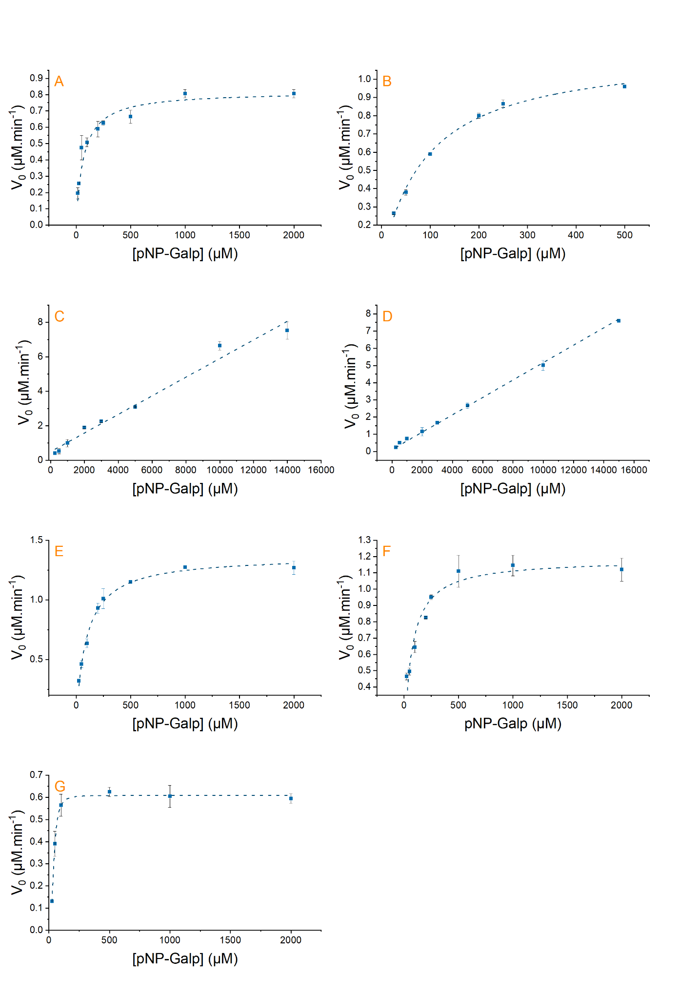 A
V0 (µM.min-1)
0.9
0.8
0.7
0.6
0.5
0.4
0.3
0.2
0.1
0.0
0 500 1000 1500 2000
[pNP-Galp] (µM)
B
V0 (µM.min-1)
1.0
0.9
0.8
0.7
0.6
0.5
0.4
0.3
0.2
0 100 200 300 400 500
[pNP-Galp] (µM)
C
V0 (µM.min-1)
8
6
4
2
0
0 2000 4000 6000 8000 10000 12000 14000 16000
[pNP-Galp] (µM)
D
V0 (µM.min-1)
8
7
6
5
4
3
2
1
0
0 2000 4000 6000 8000 10000 12000 14000 16000
[pNP-Galp] (µM)
E
V0 (µM.min-1)
1.5
1.0
0.5
0 500 1000 1500 2000
[pNP-Galp] (µM)
F
V0 (µM.min-1)
1.3
1.2
1.1
1.0
0.9
0.8
0.7
0.6
0.5
0.4
0 500 1000 1500 2000
pNP-Galp (µM)
G
V0 (µM.min-1)
0.7
0.6
0.5
0.4
0.3
0.2
0.1
0.0
0 500 1000 1500 2000
[pNP-Galp] (µM)